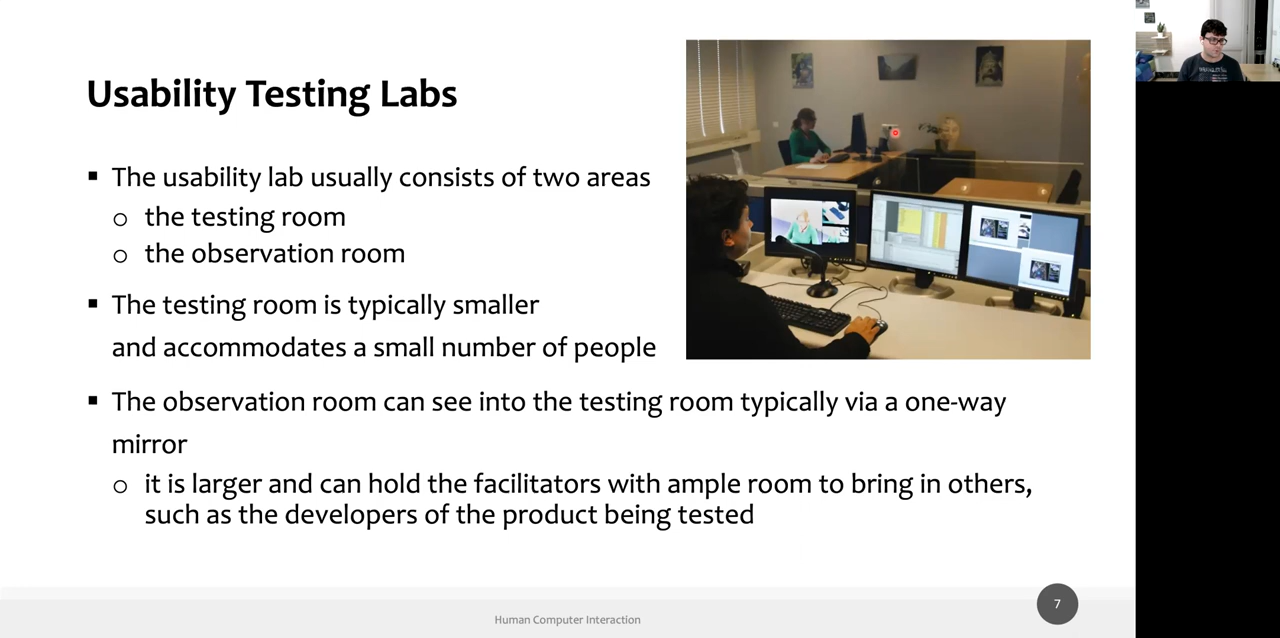 Usability Testing Labs
▪ The usability lab usually consists of two areas
o the testing room
o the observation room
▪ The testing room is typically smaller
and accommodates a small number of people
▪ The observation room can see into the testing room typically via a one-way
mirror
o it is larger and can hold the facilitators with ample room to bring in others,
such as the developers of the product being tested
Human Computer Interaction
7